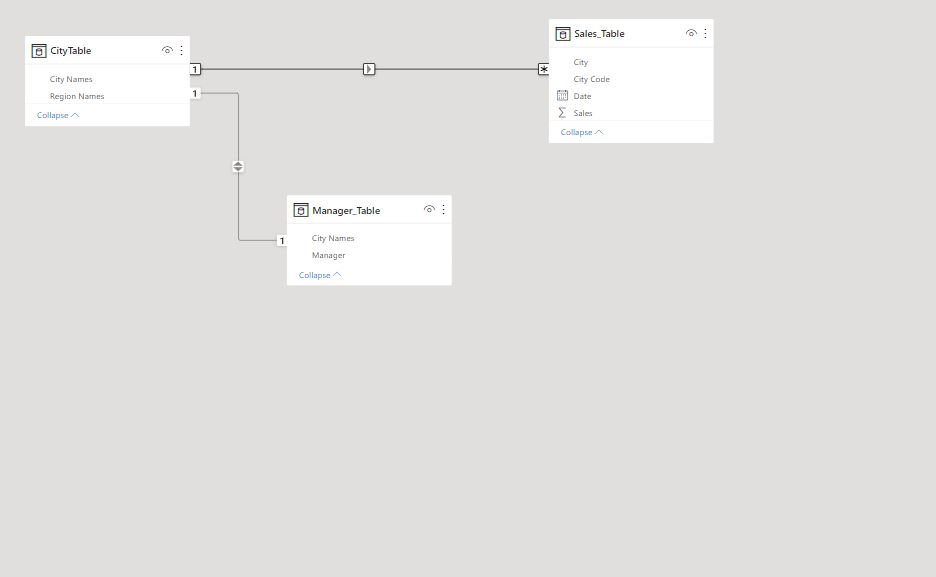 CityTable
City Names
Region Names
Collapse
1
1
*
Sales_Table
City
City Code
Date
Sales
Collapse
1
Manager_Table
City Names
Manager
Collapse